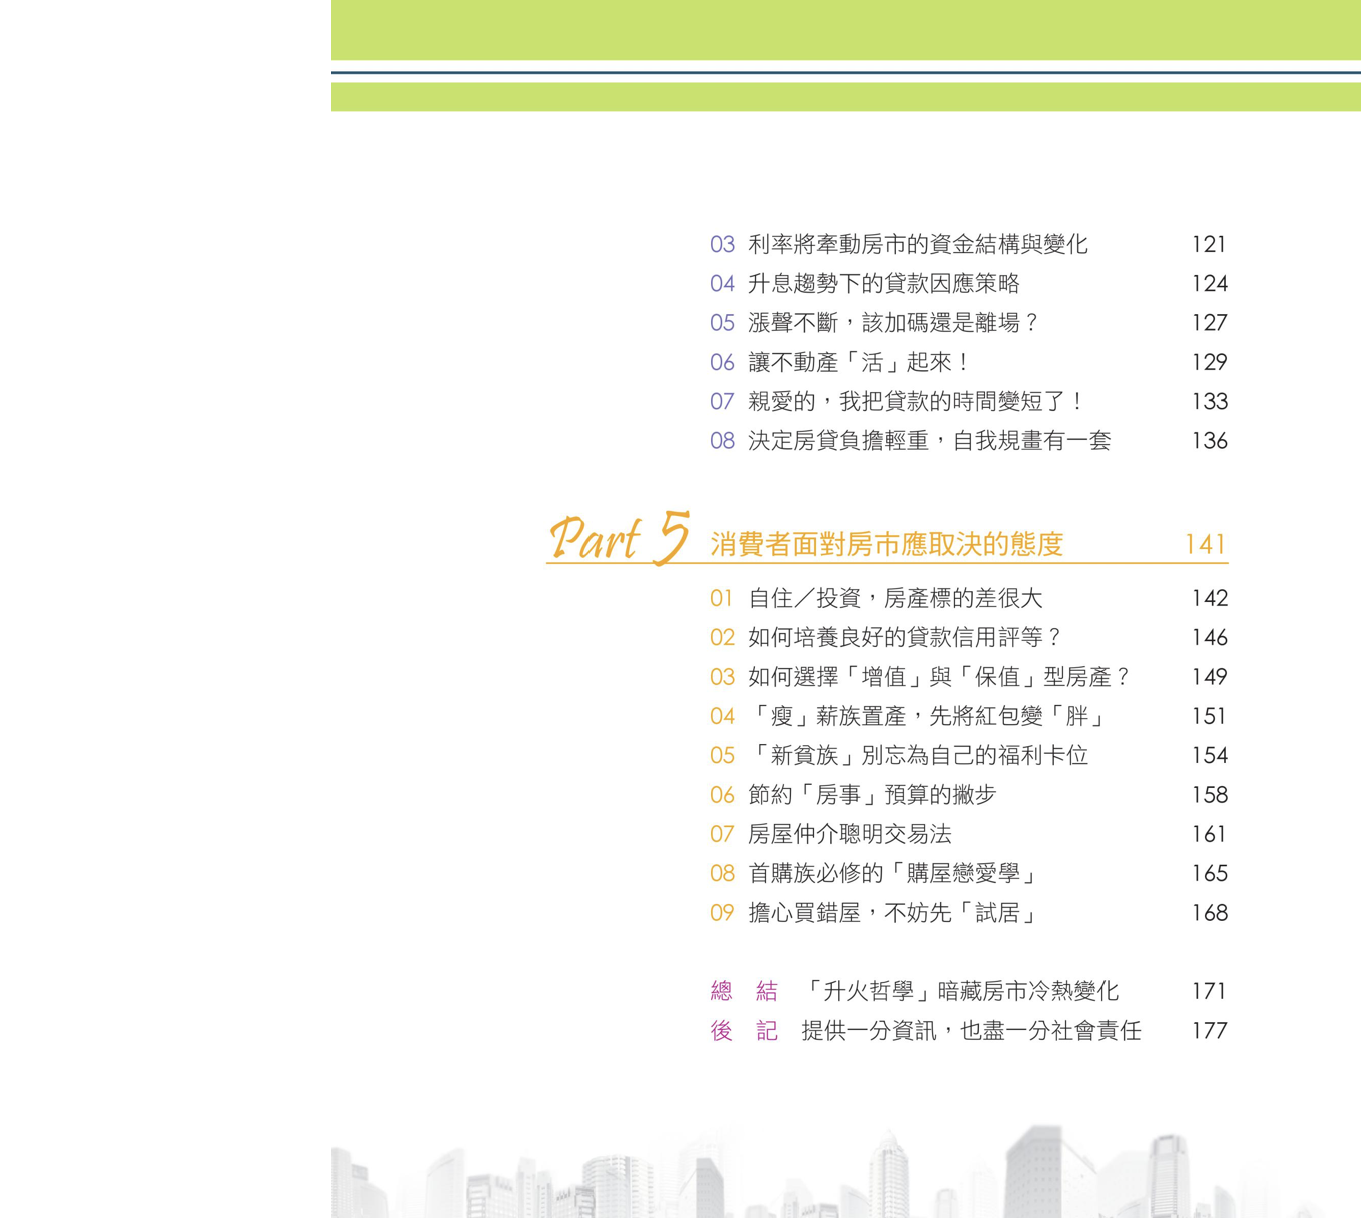 03 利率將牽動房市的資金結構與變化 121
04 升息趨勢下的貸款因應策略 124
05 漲聲不斷，該加碼還是離場？ 127
06 讓不動產「活」起來！ 129
07 親愛的，我把貸款的時間變短了！ 133
08 決定房貸負擔輕重，自我規畫有一套 136
Part 5 消費者面對房市應取決的態度 141
01 自住／投資，房產標的差很大 142
02 如何培養良好的貸款信用評等？ 146
03 如何選擇「增值」與「保值」型房產？ 149
04 「瘦」薪族置產，先將紅包變「胖」 151
05 「新貧族」別忘為自己的福利卡位 154
06 節約「房事」預算的撇步 158
07 房屋仲介聰明交易法 161
08 首購族必修的「購屋戀愛學」 165
09 擔心買錯屋，不妨先「試居」 168
總 結 「升火哲學」暗藏房市冷熱變化 171
後 記 提供一分資訊，也盡一分社會責任 177